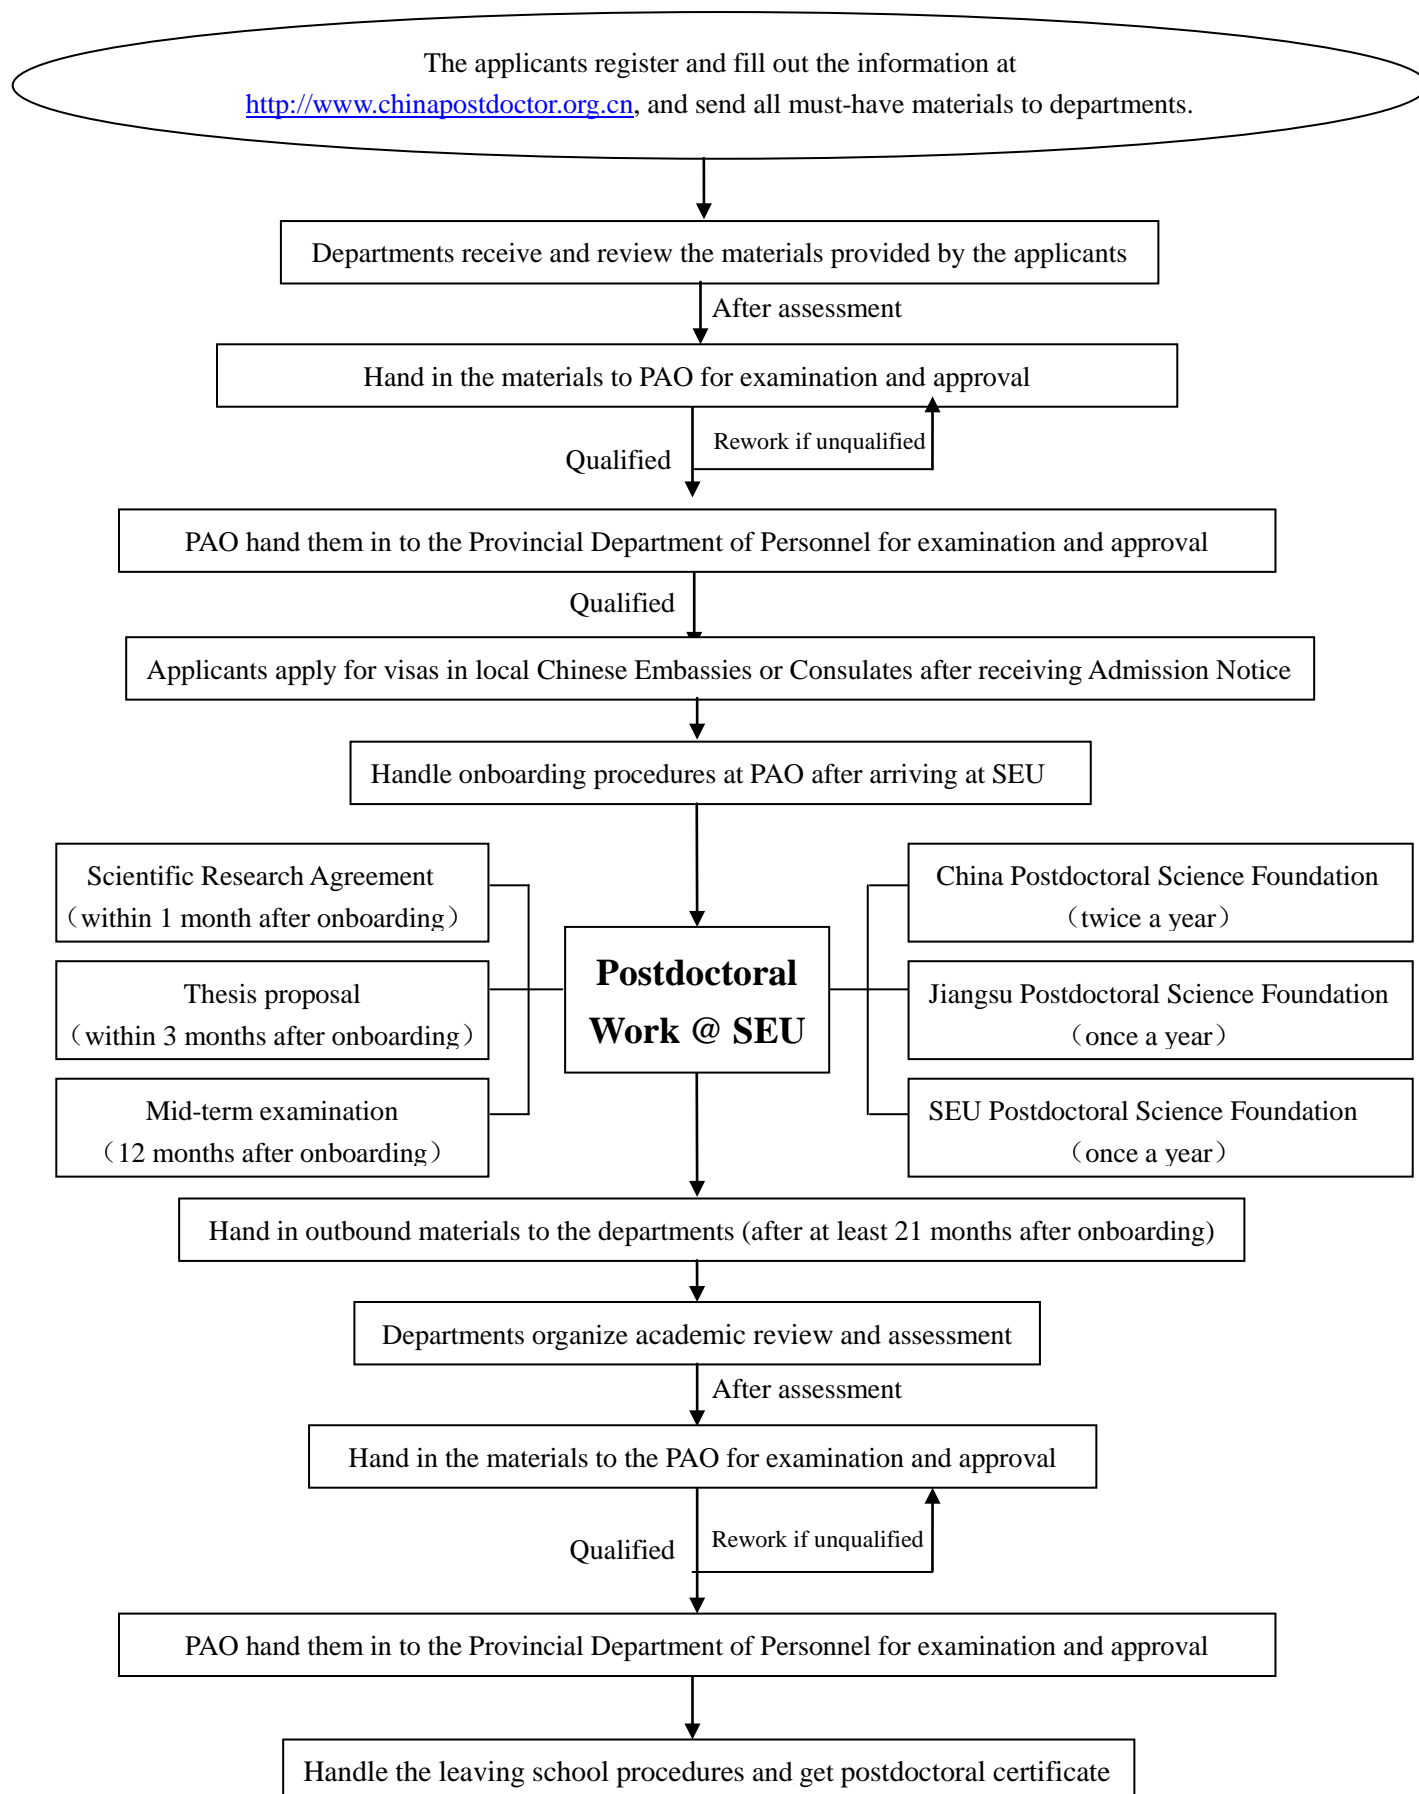 The applicants register and fill out the information at
http://www.chinapostdoctor.org.cn, and send all must-have materials to departments.
Departments receive and review the materials provided by the applicants
After assessment
Hand in the materials to PAO for examination and approval
Rework if unqualified
Qualified
PAO hand them in to the Provincial Department of Personnel for examination and approval
Qualified
Applicants apply for visas in local Chinese Embassies or Consulates after receiving Admission Notice
Handle onboarding procedures at PAO after arriving at SEU
Scientific Research Agreement
（within 1 month after onboarding）
Thesis proposal
（within 3 months after onboarding）
Mid-term examination
（12 months after onboarding）
Postdoctoral
Work @ SEU
China Postdoctoral Science Foundation
（twice a year）
Jiangsu Postdoctoral Science Foundation
（once a year）
SEU Postdoctoral Science Foundation
（once a year）
Hand in outbound materials to the departments (after at least 21 months after onboarding)
Departments organize academic review and assessment
After assessment
Hand in the materials to the PAO for examination and approval
Rework if unqualified
Qualified
PAO hand them in to the Provincial Department of Personnel for examination and approval
Handle the leaving school procedures and get postdoctoral certificate